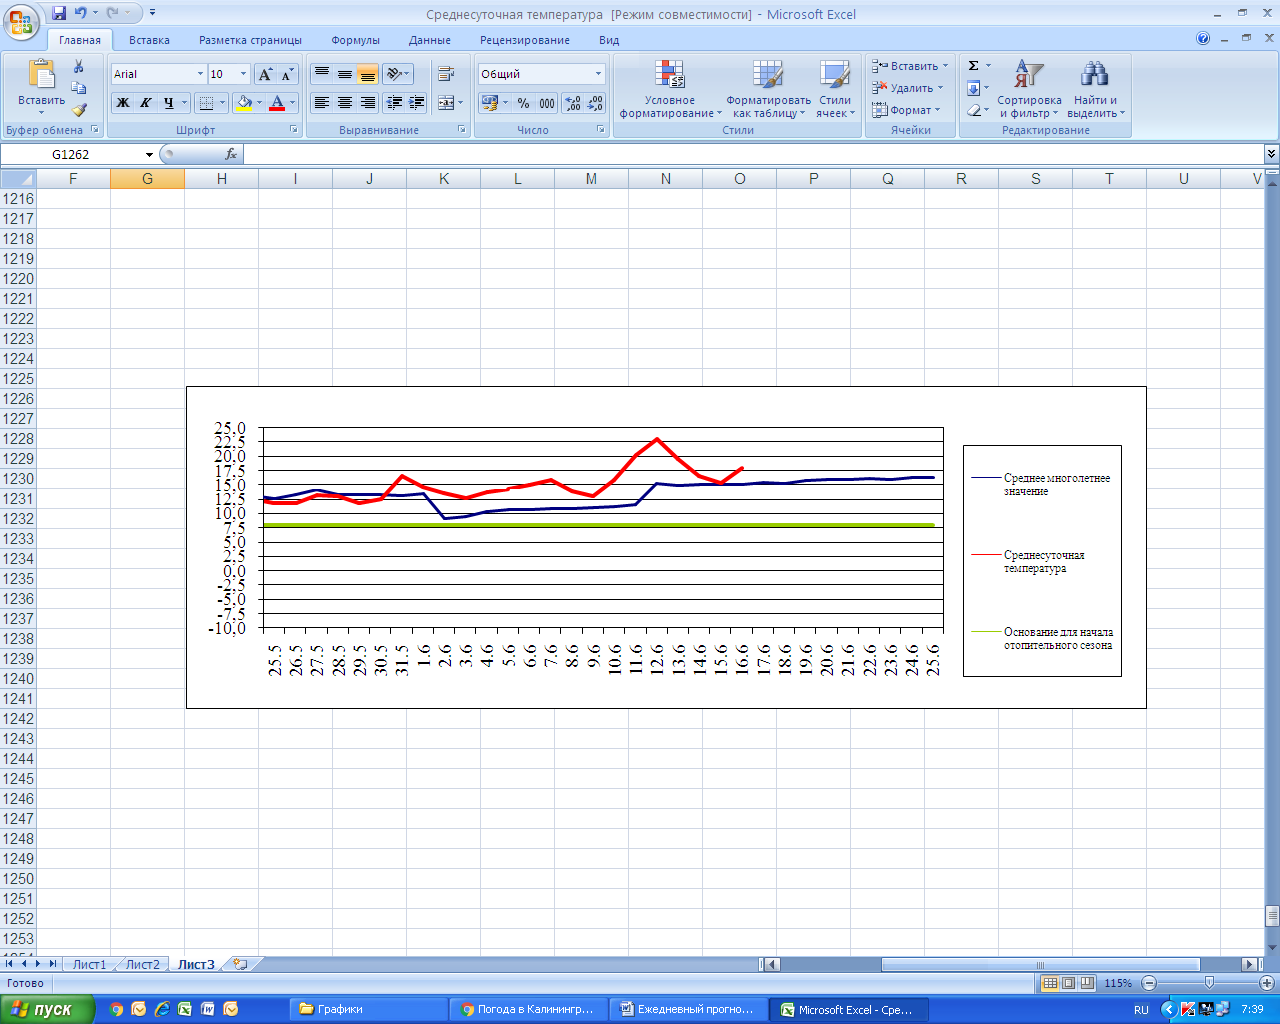 Среднесуточная температура [Режим совместимости] - Microsoft Excel
Главная Вставка Разметка страницы Формулы Данные Рецензирование Вид
Вставить
Буфер обмена
Arial 10
Ж К Ч
Шрифт
Выравнивание
Общий
% 000
Число
Условное форматирование
Форматировать как таблицу
Стили ячеек
Стили
Вставить
Удалить
Формат
Ячейки
Σ
Сортировка и фильтр
Найти и выделить
Редактирование
G1262 fx
F G H I J K L M N O P Q R S T U V
1216
1217
1218
1219
1220
1221
1222
1223
1224
1225
1226
1227
1228
1229
1230
1231
1232
1233
1234
1235
1236
1237
1238
1239
1240
1241
1242
1243
1244
1245
1246
1247
1248
1249
1250
1251
1252
1253
25,0
22,5
20,0
17,5
15,0
12,5
10,0
7,5
5,0
2,5
0,0
-2,5
-5,0
-7,5
-10,0
25.5 26.5 27.5 28.5 29.5 30.5 31.5 1.6 2.6 3.6 4.6 5.6 6.6 7.6 8.6 9.6 10.6 11.6 12.6 13.6 14.6 15.6 16.6 17.6 18.6 19.6 20.6 21.6 22.6 23.6 24.6 25.6
Среднее многолетнее
значение
Среднесуточная
температура
Основание для начала
отопительного сезона
Лист1 Лист2 Лист3
Готово 115%
пуск Графики Погода в Калинингр... Ежедневный прогно... Microsoft Excel - Сре... RU 7:39